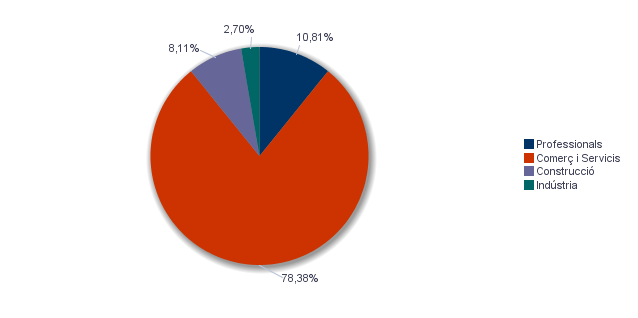 2,70%
10,81%
8,11%
78,38%
Professionals
Comerç i Servicis
Construcció
Indústria